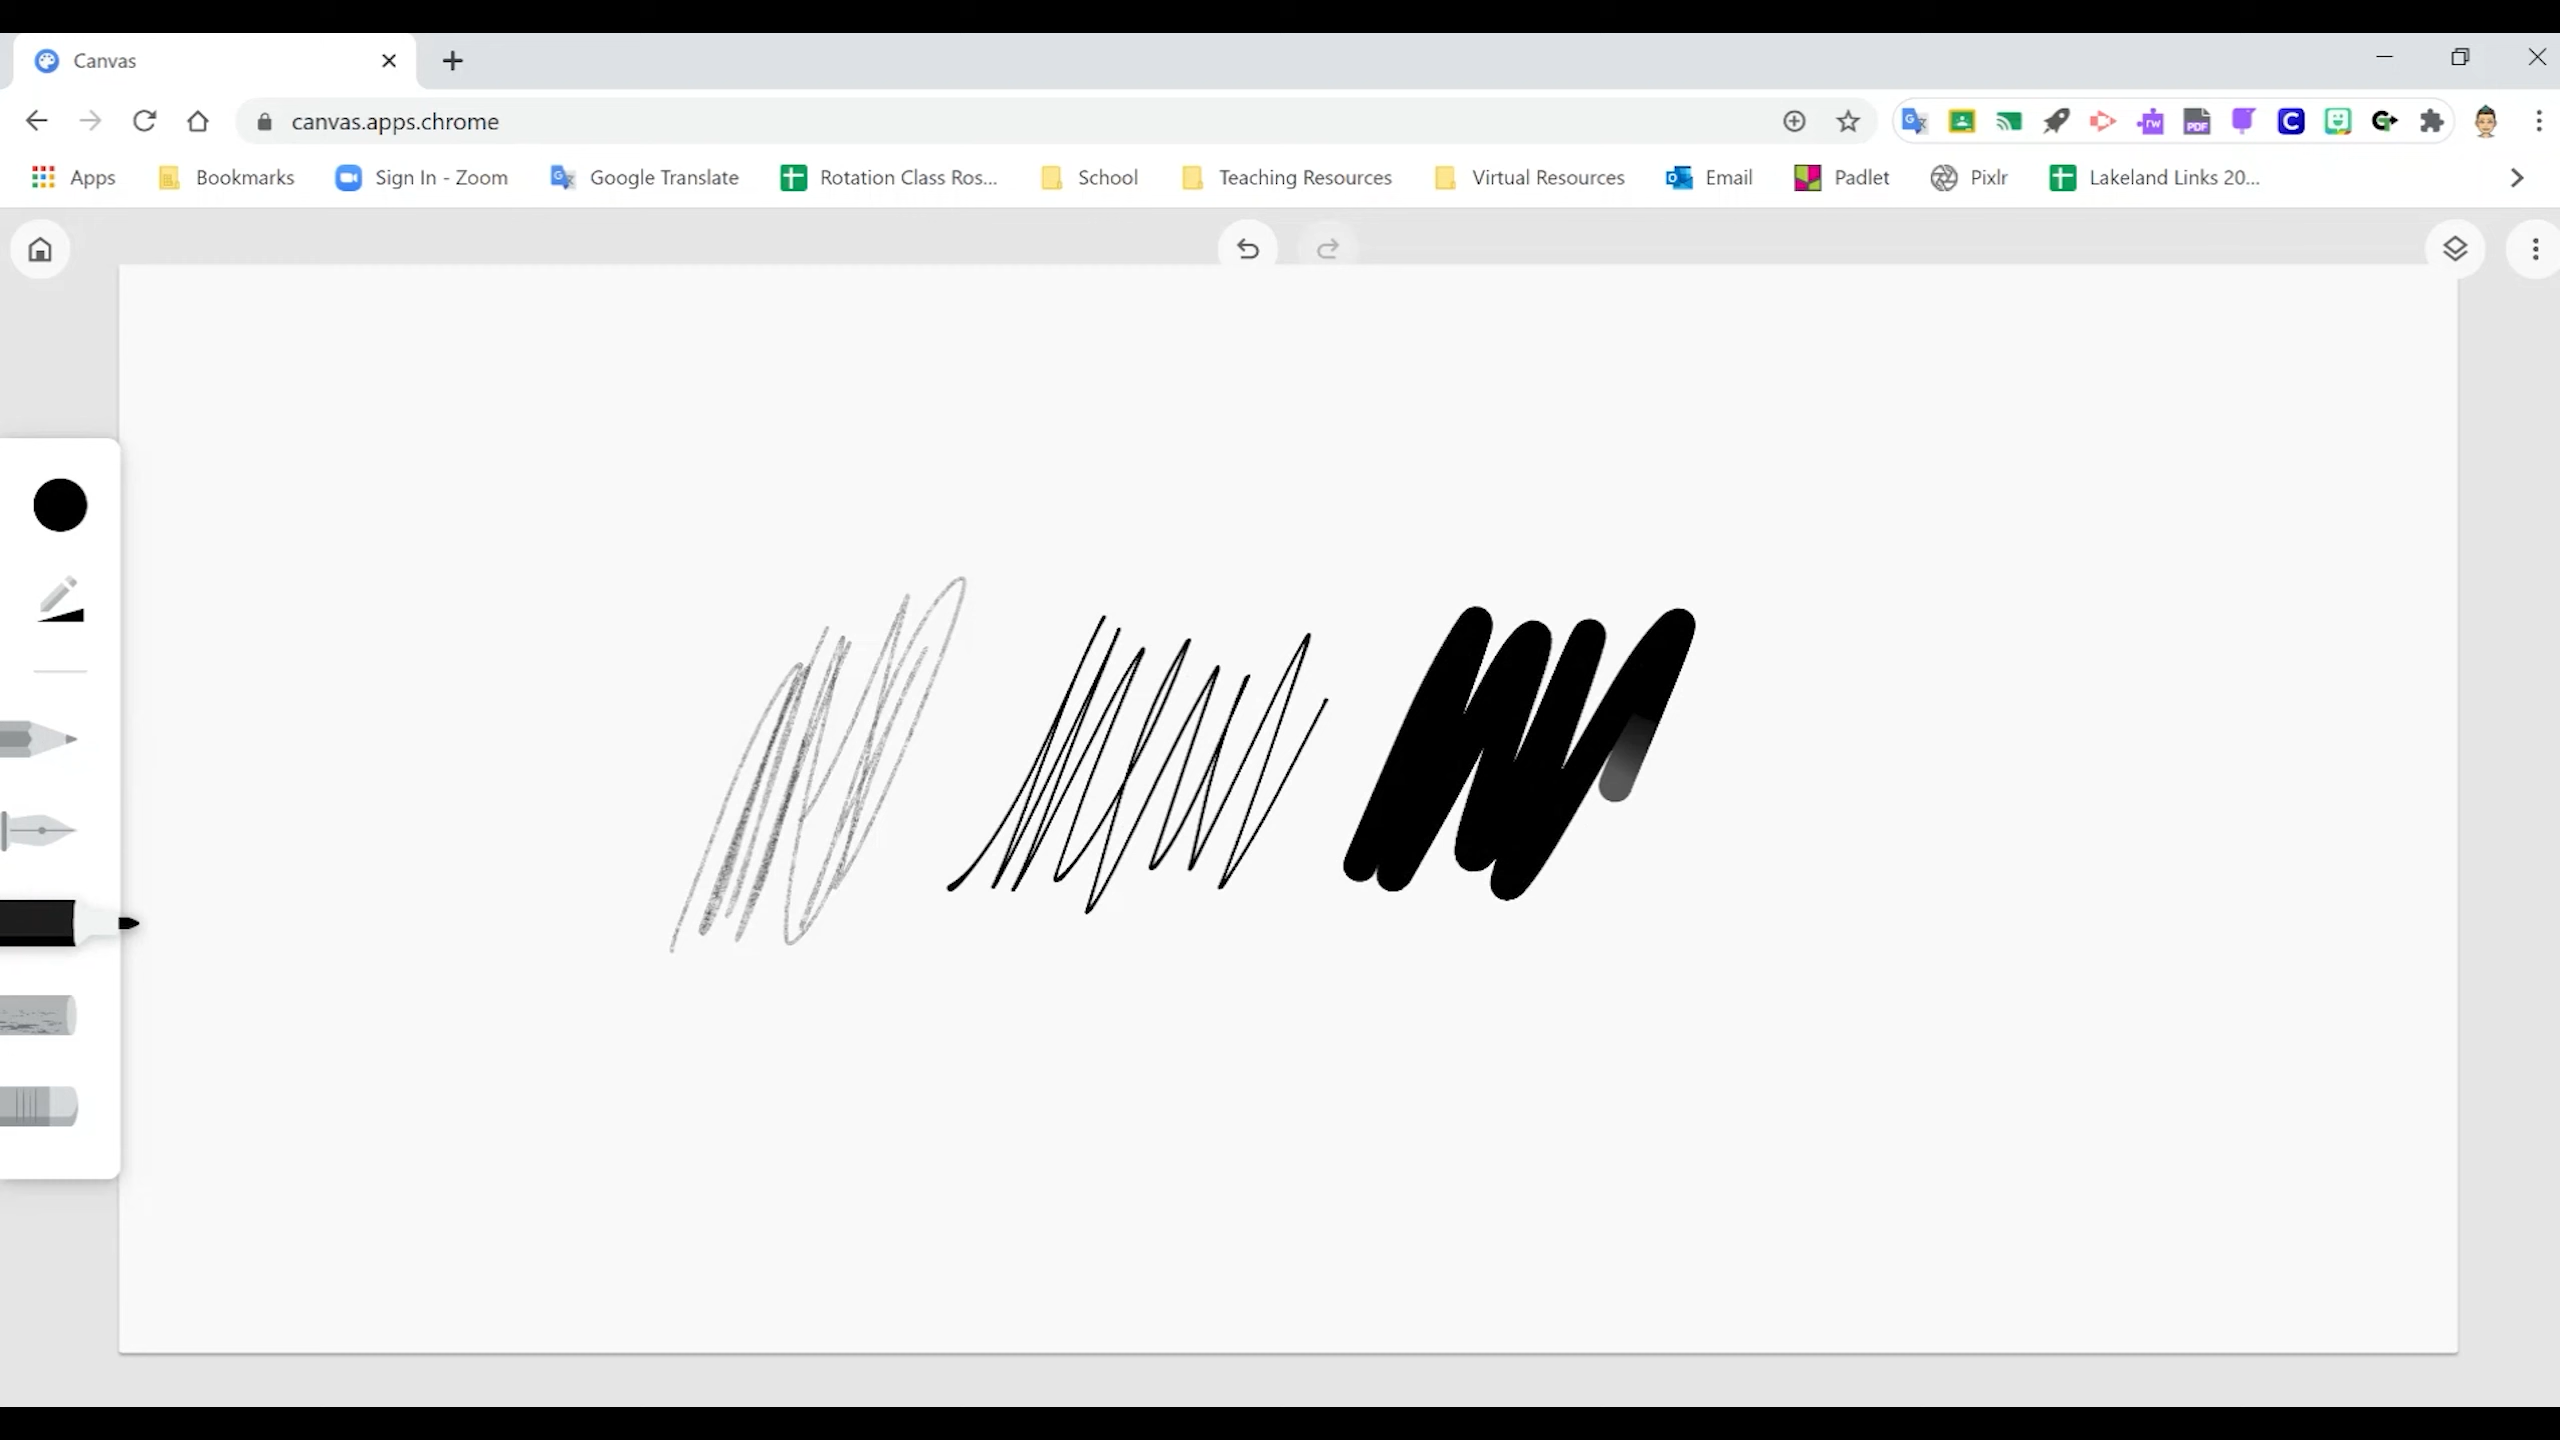 Canvas
canvas.apps.chrome
Apps Bookmarks Sign In - Zoom Google Translate Rotation Class Ros... School Teaching Resources Virtual Resources Email Padlet Pixlr Lakeland Links 20...